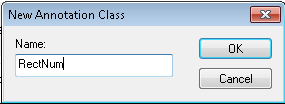 New Annotation Class
Name:
OK
RectNum
Cancel